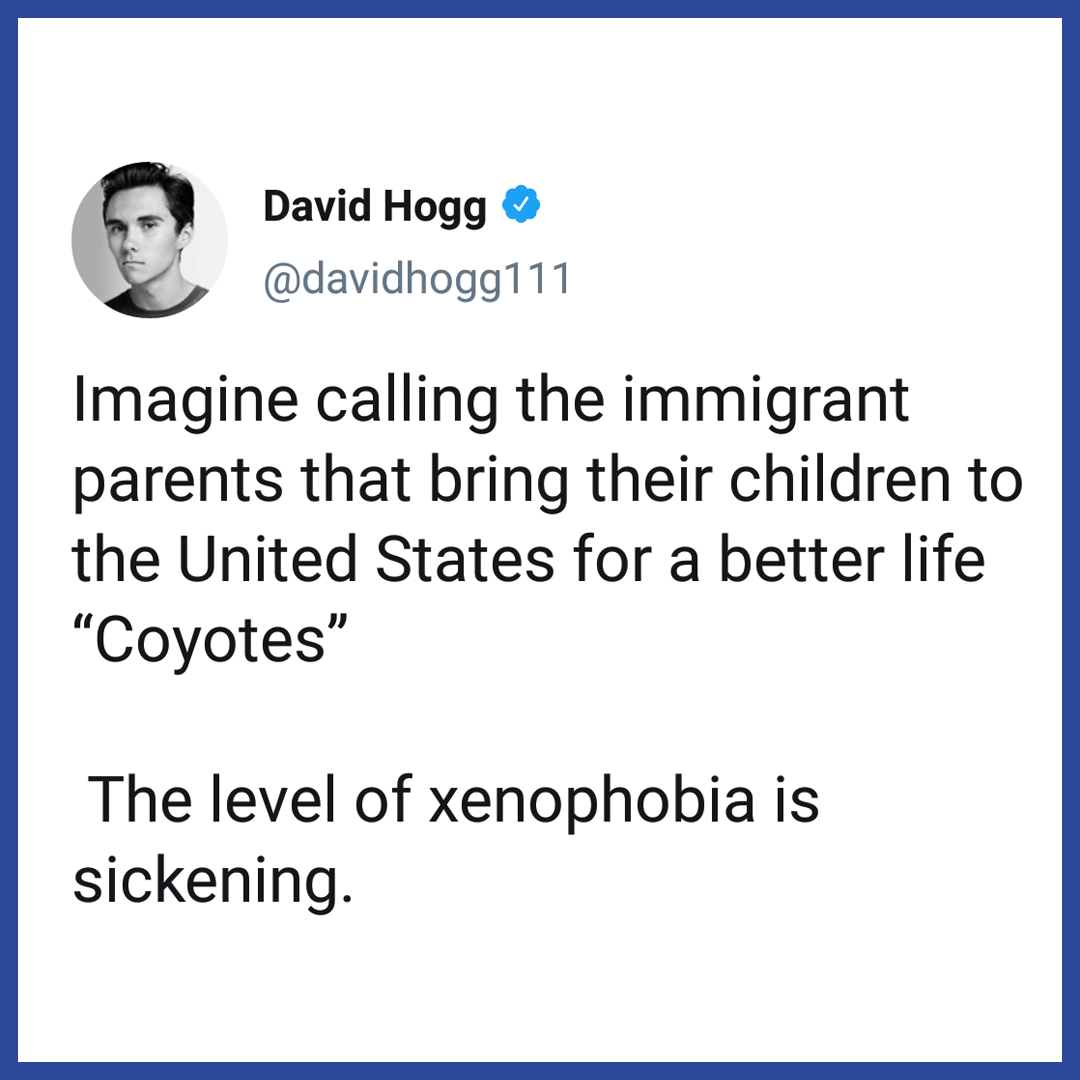 David Hogg
@davidhogg111
Imagine calling the immigrant
parents that bring their children to
the United States for a better life
“Coyotes”
The level of xenophobia is
sickening.